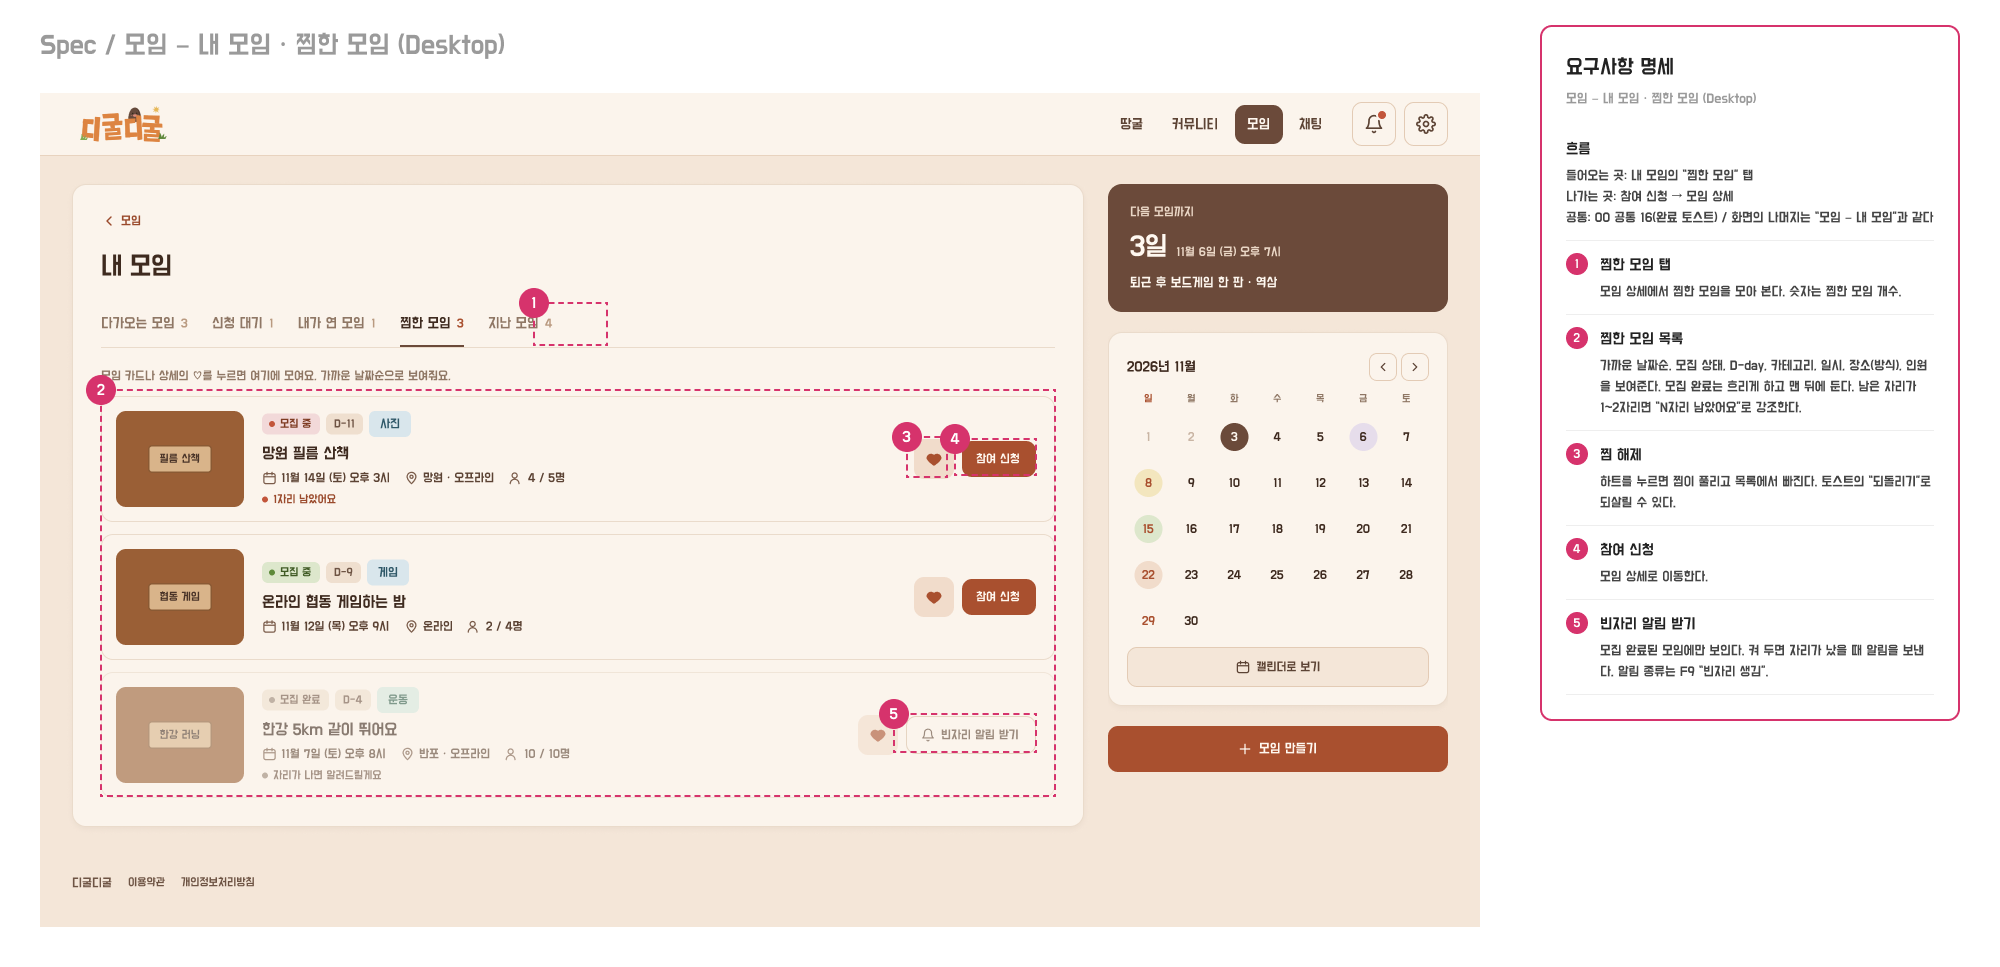 Spec / 모임 – 내 모임 · 찜한 모임 (Desktop)
디굴디굴
땅굴 커뮤니티 모임 채팅
모임
내 모임
1
다가오는 모임 3 신청 대기 1 내가 연 모임 1 찜한 모임 3 지난 모임 4
모임 카드나 상세의 ♡를 누르면 여기에 모여요. 가까운 날짜순으로 보여줘요.
2
필름 산책
모집 중 D-11 사진
망원 필름 산책
11월 14일 (토) 오후 3시 망원 · 오프라인 4 / 5명
1자리 남았어요
3
4
참여 신청
협동 게임
모집 중 D-9 게임
온라인 협동 게임하는 밤
11월 12일 (목) 오후 9시 온라인 2 / 4명
참여 신청
한강 러닝
모집 완료 D-4 운동
한강 5km 같이 뛰어요
11월 7일 (토) 오후 8시 반포 · 오프라인 10 / 10명
자리가 나면 알려드릴게요
5
빈자리 알림 받기
다음 모임까지
3일 11월 6일 (금) 오후 7시
퇴근 후 보드게임 한 판 · 역삼
2026년 11월
일 월 화 수 목 금 토
1 2 3 4 5 6 7
8 9 10 11 12 13 14
15 16 17 18 19 20 21
22 23 24 25 26 27 28
29 30
캘린더로 보기
+ 모임 만들기
디굴디굴 이용약관 개인정보처리방침
요구사항 명세
모임 – 내 모임 · 찜한 모임 (Desktop)
흐름
들어오는 곳: 내 모임의 "찜한 모임" 탭
나가는 곳: 참여 신청 → 모임 상세
공통: 00 공통 16(완료 토스트) / 화면의 나머지는 "모임 – 내 모임"과 같다
1 찜한 모임 탭
모임 상세에서 찜한 모임을 모아 본다. 숫자는 찜한 모임 개수.
2 찜한 모임 목록
가까운 날짜순. 모집 상태, D-day, 카테고리, 일시, 장소(방식), 인원
을 보여준다. 모집 완료는 흐리게 하고 맨 뒤에 둔다. 남은 자리가
1~2자리면 "N자리 남았어요"로 강조한다.
3 찜 해제
하트를 누르면 찜이 풀리고 목록에서 빠진다. 토스트의 "되돌리기"로
되살릴 수 있다.
4 참여 신청
모임 상세로 이동한다.
5 빈자리 알림 받기
모집 완료된 모임에만 보인다. 켜 두면 자리가 났을 때 알림을 보낸
다. 알림 종류는 F9 "빈자리 생김".